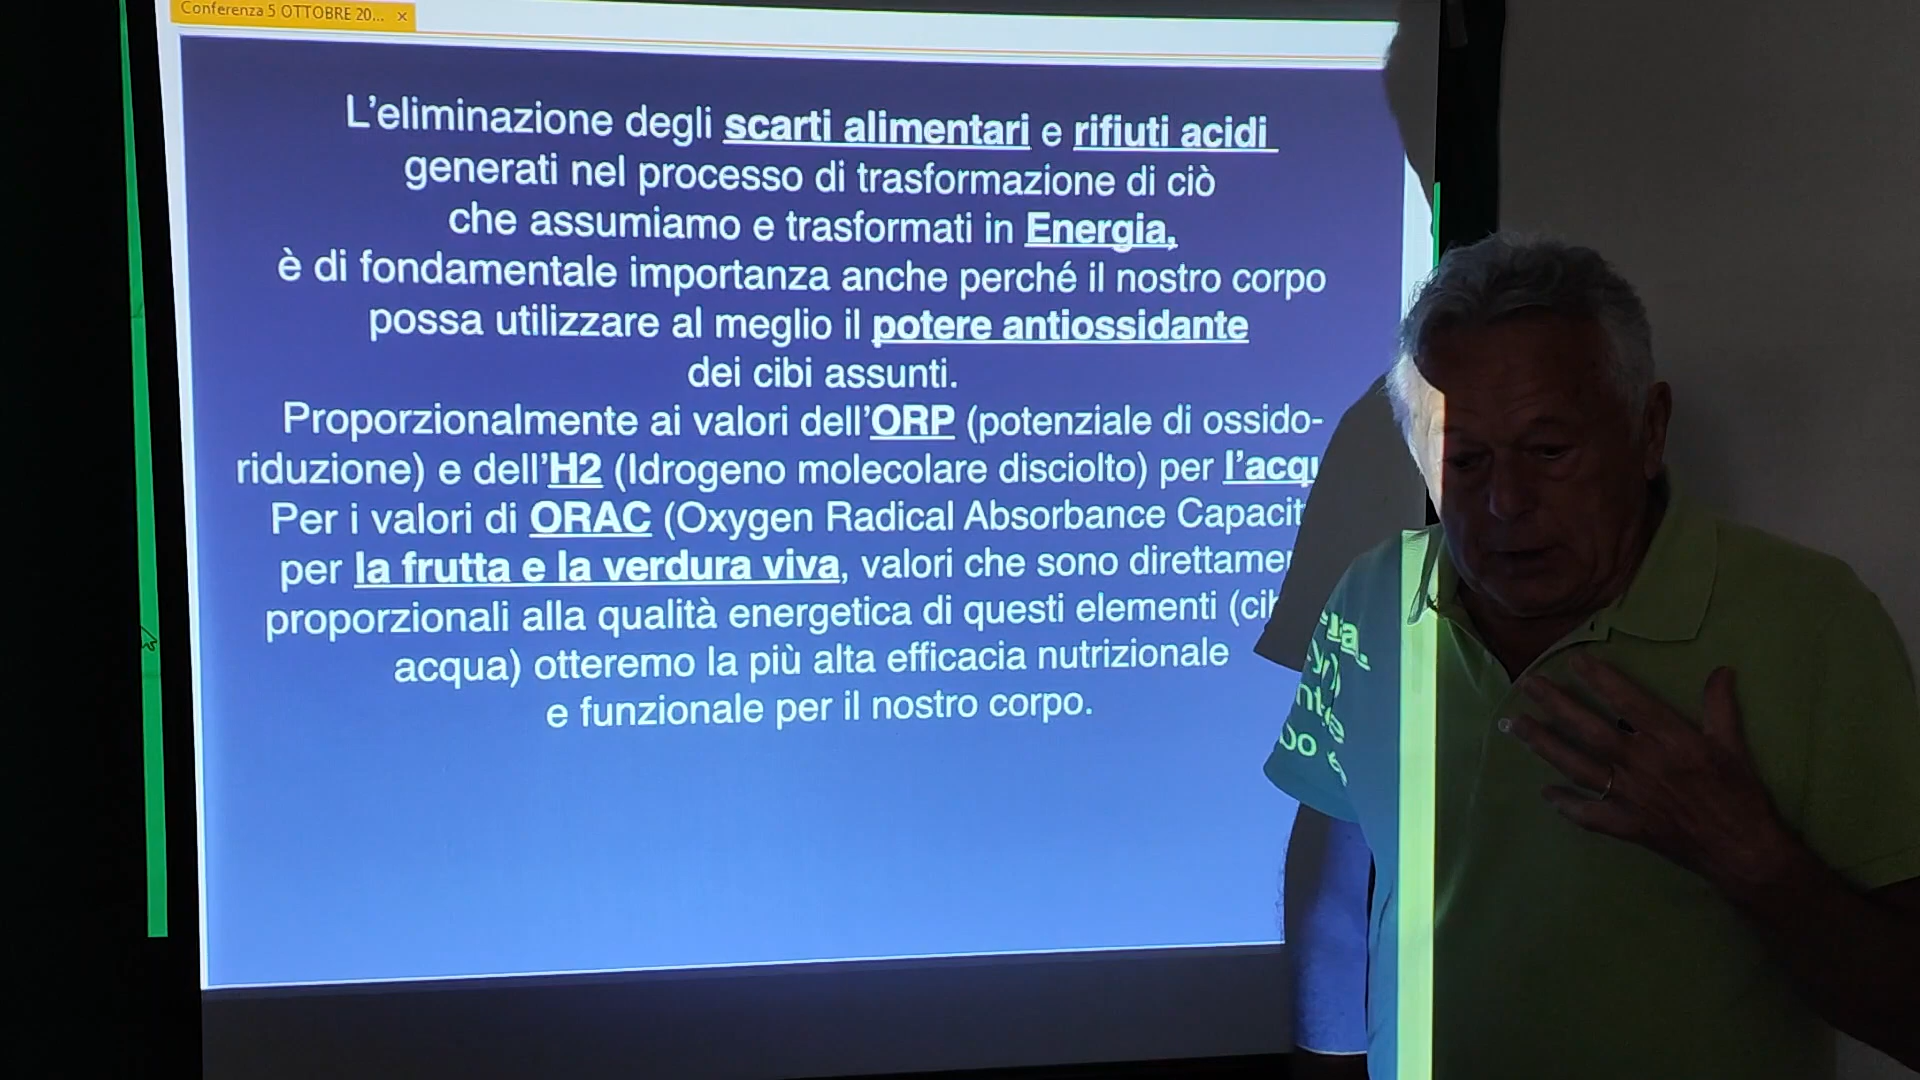 Conferenza 5 OTTOBRE 20... ×
L'eliminazione degli scarti alimentari e rifiuti acidi
generati nel processo di trasformazione di ciò
che assumiamo e trasformati in Energia,
è di fondamentale importanza anche perché il nostro corpo
possa utilizzare al meglio il potere antiossidante
dei cibi assunti.
Proporzionalmente ai valori dell'ORP (potenziale di ossido-
riduzione) e dell'H2 (Idrogeno molecolare disciolto) per l'acqua.
Per i valori di ORAC (Oxygen Radical Absorbance Capacity)
per la frutta e la verdura viva, valori che sono direttamente
proporzionali alla qualità energetica di questi elementi (cibo e
acqua) otteremo la più alta efficacia nutrizionale
e funzionale per il nostro corpo.